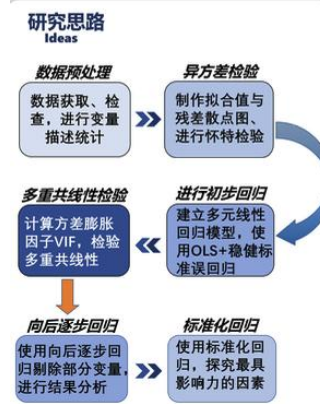 研究思路
Ideas
数据预处理
数据获取、检
查，进行变量
描述统计
异方差检验
制作拟合值与
残差散点图、
进行怀特检验
进行初步回归
建立多元线性
回归模型，使
用OLS+稳健标
准误回归
多重共线性检验
计算方差膨胀
因子VIF，检验
多重共线性
向后逐步回归
使用向后逐步回
归剔除部分变量，
进行结果分析
标准化回归
使用标准化回
归，探究最具
影响力的因素